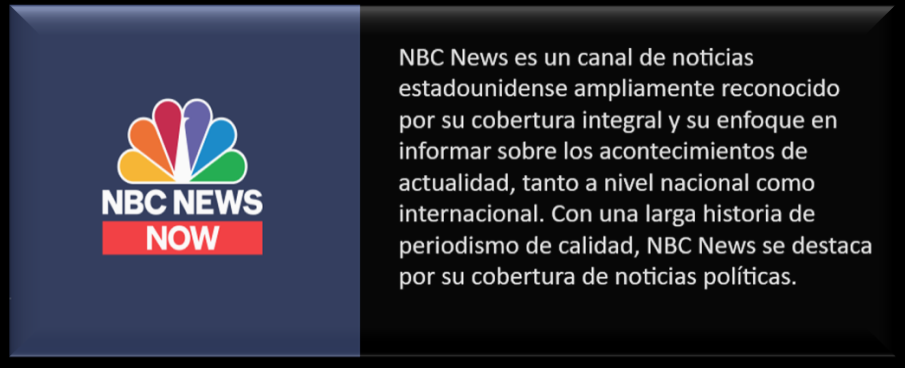 NBC NEWS
NOW
NBC News es un canal de noticias
estadounidense ampliamente reconocido
por su cobertura integral y su enfoque en
informar sobre los acontecimientos de
actualidad, tanto a nivel nacional como
internacional. Con una larga historia de
periodismo de calidad, NBC News se destaca
por su cobertura de noticias políticas.